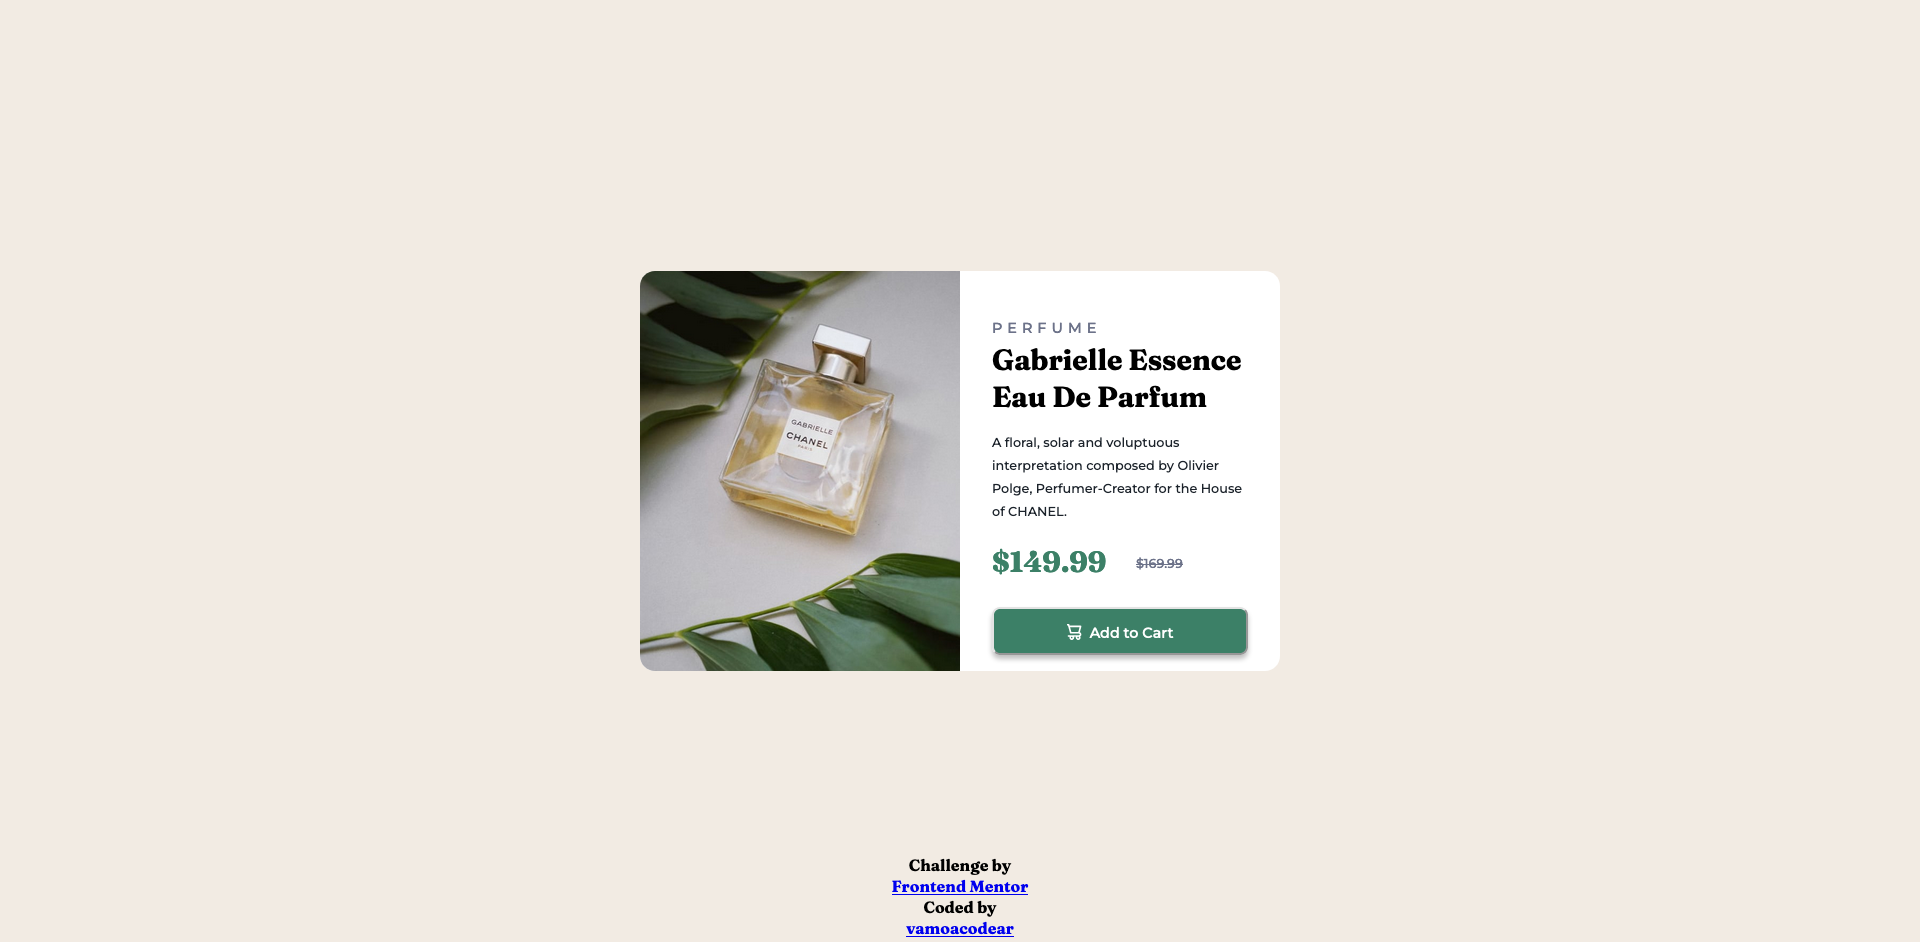 GABRIELLE
CHANEL
PARIS
PERFUME
Gabrielle Essence
Eau De Parfum
A floral, solar and voluptuous
interpretation composed by Olivier
Polge, Perfumer-Creator for the House
of CHANEL.
$149.99 $169.99
Add to Cart
Challenge by
Frontend Mentor
Coded by
vamoacodear